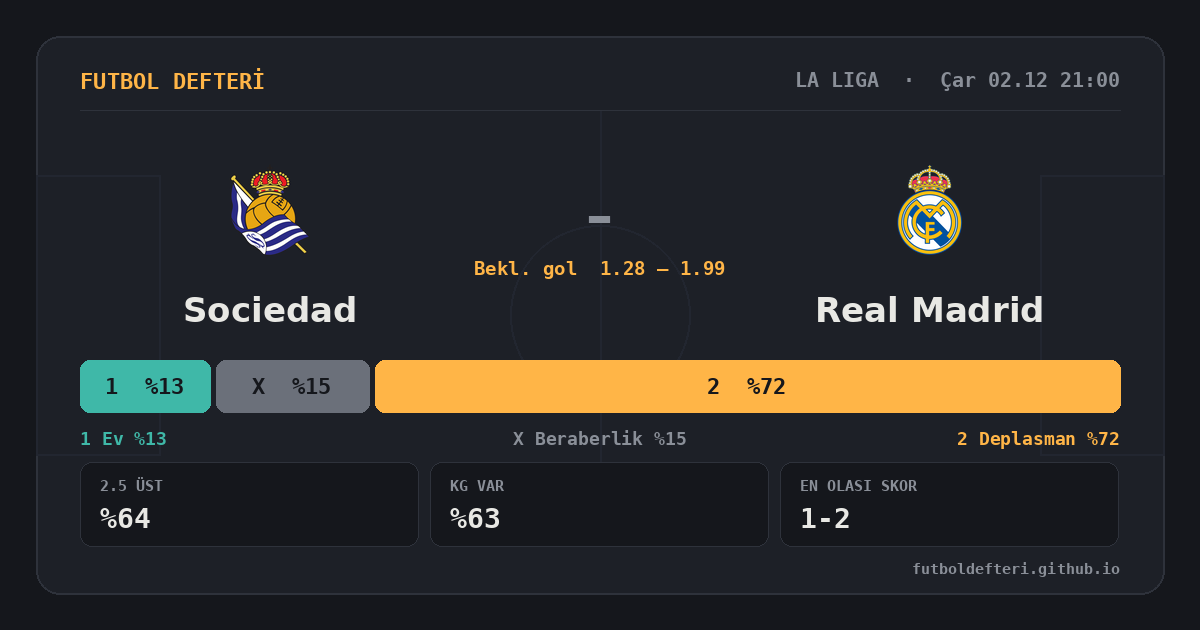 FUTBOL DEFTERİ
LA LIGA · Çar 02.12 21:00
–
Bekl. gol 1.28 – 1.99
Sociedad
Real Madrid
1 %13
X %15
2 %72
1 Ev %13
X Beraberlik %15
2 Deplasman %72
2.5 ÜST
%64
KG VAR
%63
EN OLASI SKOR
1-2
futboldefteri.github.io